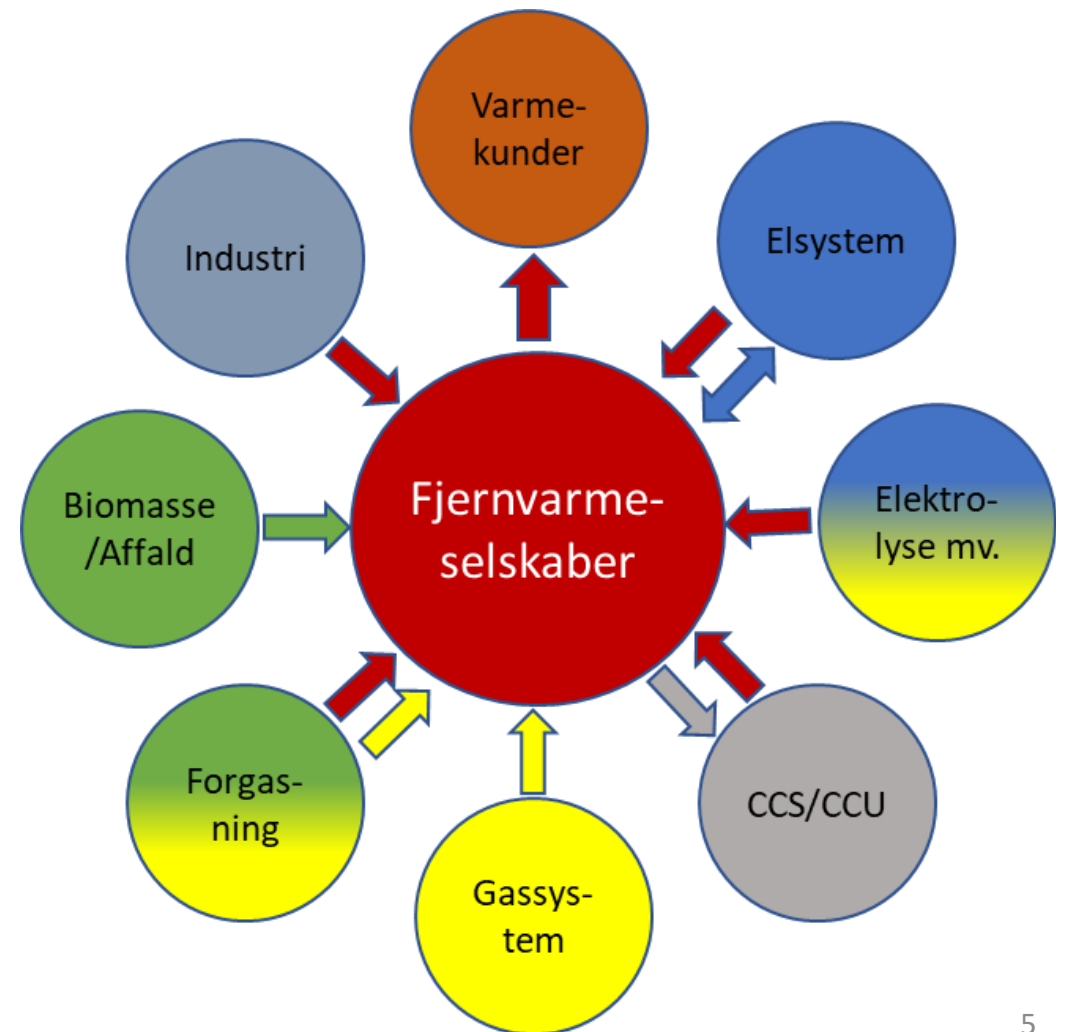 Varme-
kunder
Industri
Elsystem
Fjernvarme-
selskaber
Biomasse
/Affald
Elektro-
lyse mv.
Forgas-
ning
CCS/CCU
Gassys-
tem
5